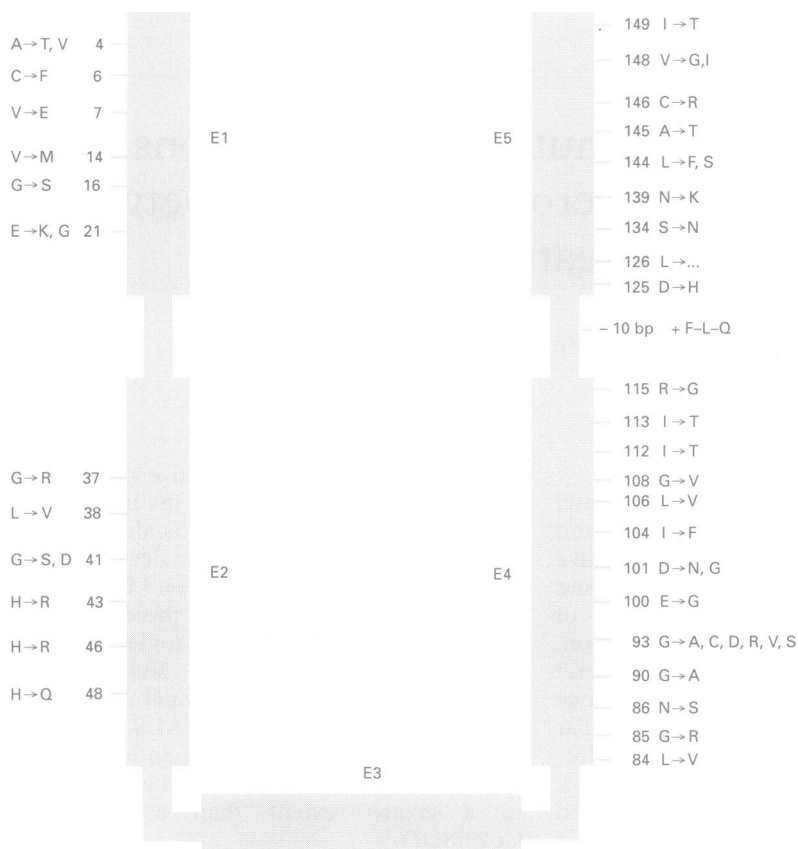 A→T, V 4
C→F 6
V→E 7
V→M 14
G→S 16
E→K, G 21
E1
G→R 37
L→V 38
G→S, D 41
H→R 43
H→R 46
H→Q 48
E2
E3
E5
149 I→T
148 V→G,I
146 C→R
145 A→T
144 L→F, S
139 N→K
134 S→N
126 L→...
125 D→H
– 10 bp + F–L–Q
E4
115 R→G
113 I→T
112 I→T
108 G→V
106 L→V
104 I→F
101 D→N, G
100 E→G
93 G→A, C, D, R, V, S
90 G→A
86 N→S
85 G→R
84 L→V